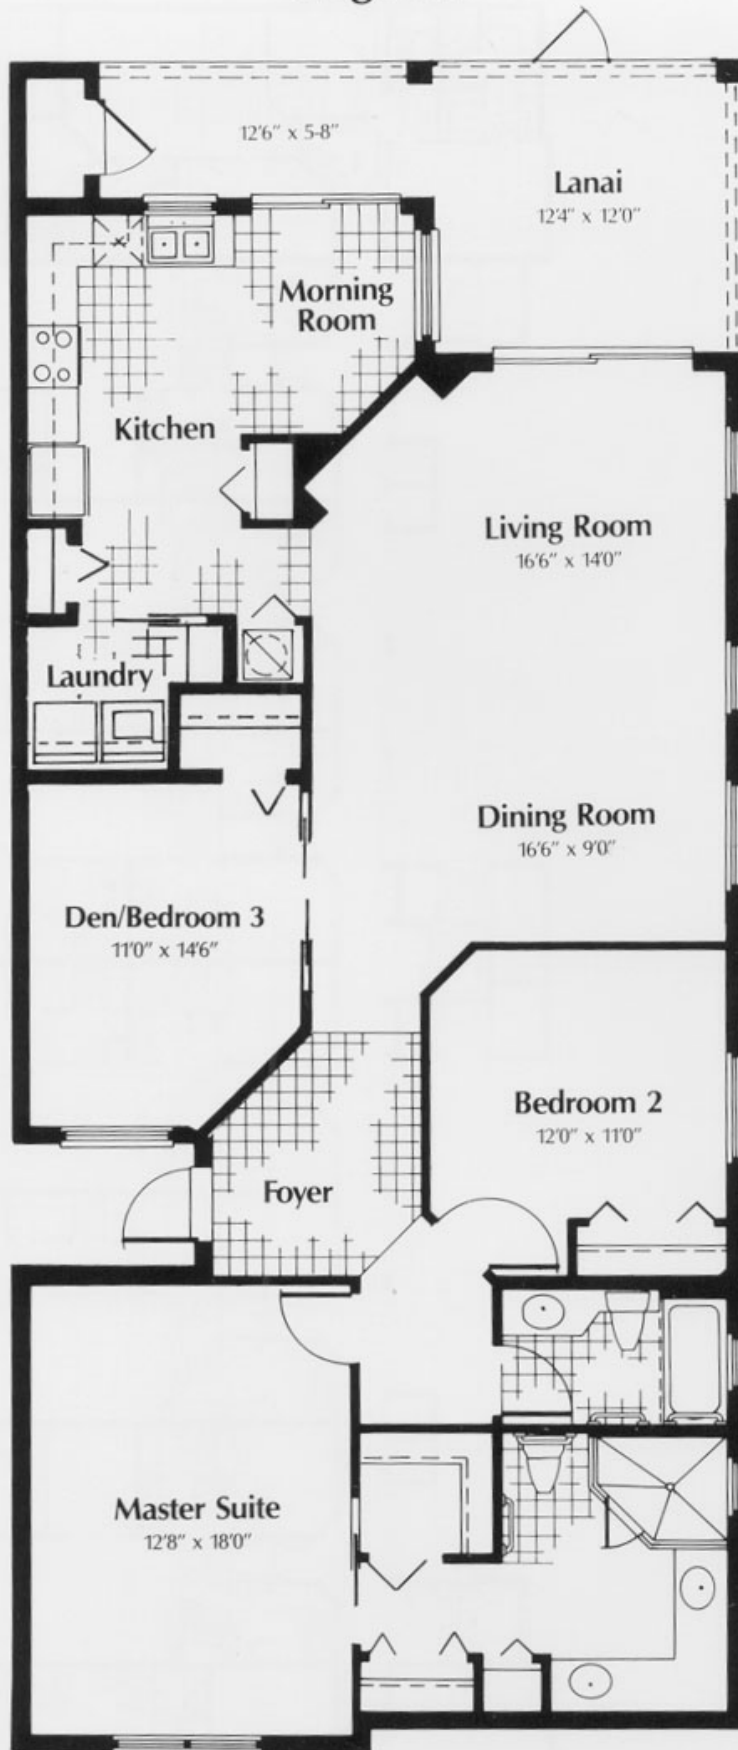 12'6" x 5-8"
Lanai
12'4" x 12'0"
Morning
Room
Kitchen
Living Room
16'6" x 14'0"
Laundry
Dining Room
16'6" x 9'0"
Den/Bedroom 3
11'0" x 14'6"
Bedroom 2
12'0" x 11'0"
Foyer
Master Suite
12'8" x 18'0"